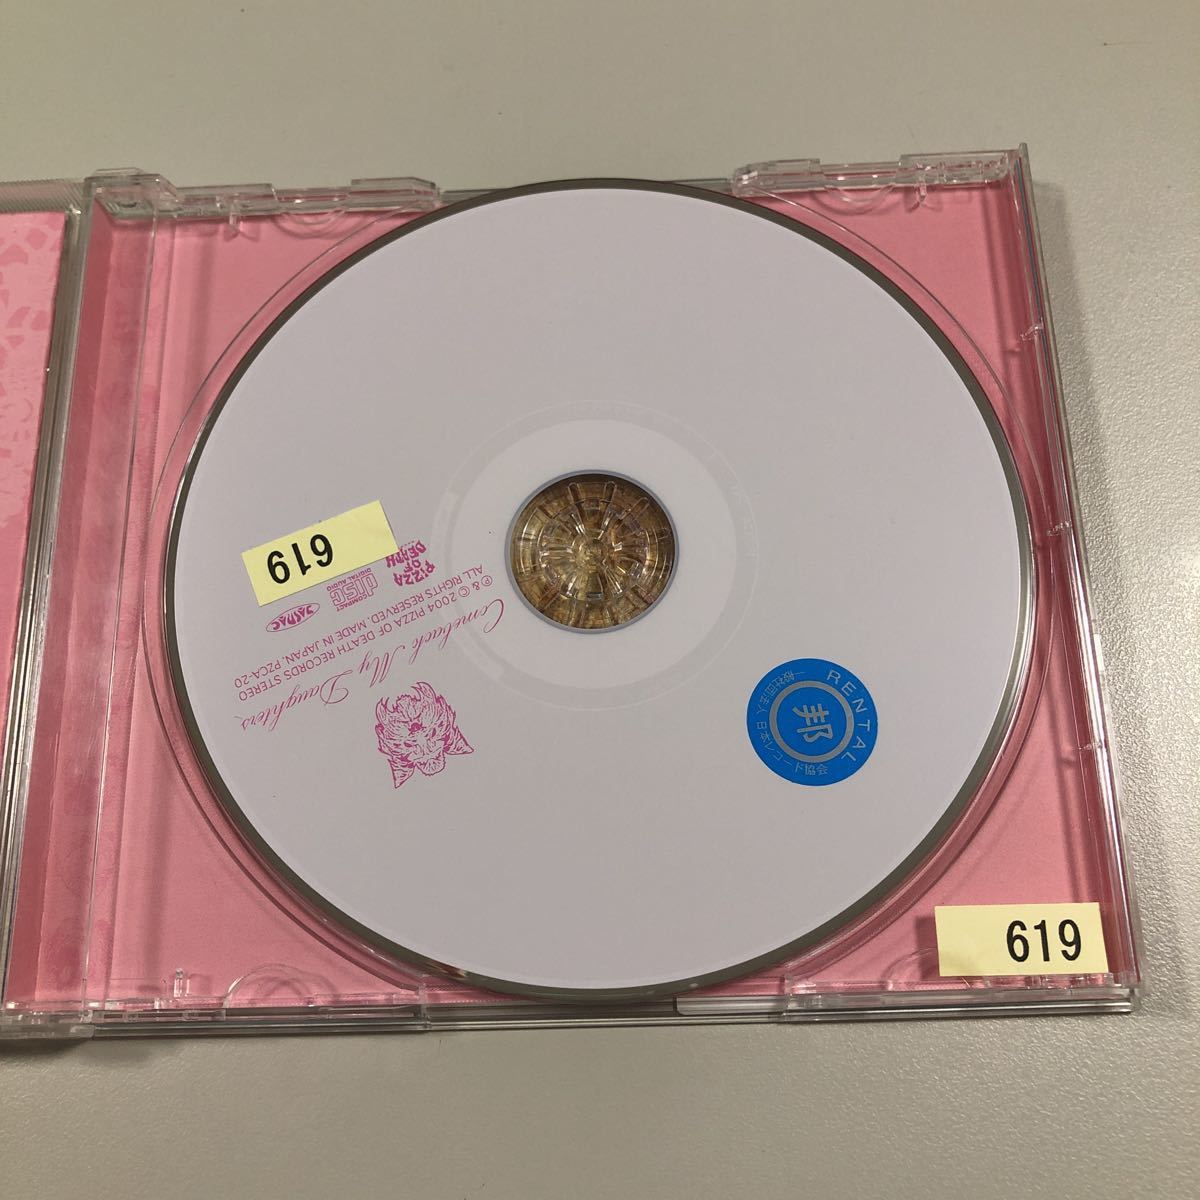 619
PIZZA
OF
DEATH
COMPACT
disc
DIGITAL AUDIO
JASRAC
Comeback My Daughters
Ⓟ & © 2004 PIZZA OF DEATH RECORDS STEREO
ALL RIGHTS RESERVED. MADE IN JAPAN. PZCA-20
RENTAL
邦
一般社団法人 日本レコード協会
619